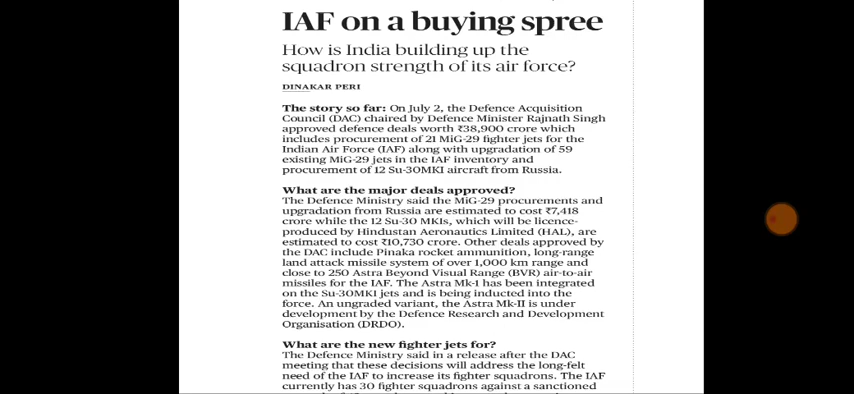 IAF on a buying spree
How is India building up the
squadron strength of its air force?
DINAKAR PERI
The story so far: On July 2, the Defence Acquisition
Council (DAC) chaired by Defence Minister Rajnath Singh
approved defence deals worth ₹38,900 crore which
includes procurement of 21 MiG-29 fighter jets for the
Indian Air Force (IAF) along with upgradation of 59
existing MiG-29 jets in the IAF inventory and
procurement of 12 Su-30MKI aircraft from Russia.
What are the major deals approved?
The Defence Ministry said the MiG-29 procurements and
upgradation from Russia are estimated to cost ₹7,418
crore while the 12 Su-30 MKIs, which will be licence-
produced by Hindustan Aeronautics Limited (HAL), are
estimated to cost ₹10,730 crore. Other deals approved by
the DAC include Pinaka rocket ammunition, long-range
land attack missile system of over 1,000 km range and
close to 250 Astra Beyond Visual Range (BVR) air-to-air
missiles for the IAF. The Astra Mk-I has been integrated
on the Su-30MKI jets and is being inducted into the
force. An ungraded variant, the Astra Mk-II is under
development by the Defence Research and Development
Organisation (DRDO).
What are the new fighter jets for?
The Defence Ministry said in a release after the DAC
meeting that these decisions will address the long-felt
need of the IAF to increase its fighter squadrons. The IAF
currently has 30 fighter squadrons against a sanctioned